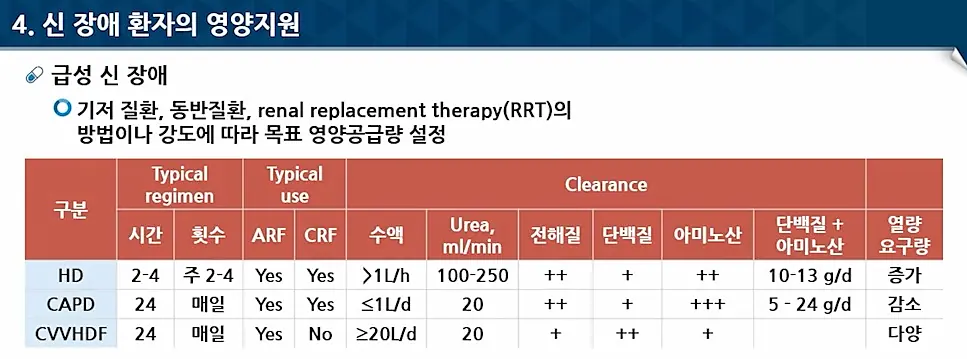 4. 신 장애 환자의 영양지원
급성 신 장애
기저 질환, 동반질환, renal replacement therapy(RRT)의
방법이나 강도에 따라 목표 영양공급량 설정
구분 Typical regimen Typical use Clearance
시간 횟수 ARF CRF 수액 Urea, ml/min 전해질 단백질 아미노산 단백질 + 아미노산 열량 요구량
HD 2-4 주 2-4 Yes Yes >1L/h 100-250 ++ + ++ 10-13 g/d 증가
CAPD 24 매일 Yes Yes ≤1L/d 20 ++ + +++ 5 - 24 g/d 감소
CVVHDF 24 매일 Yes No ≥20L/d 20 + ++ + 다양